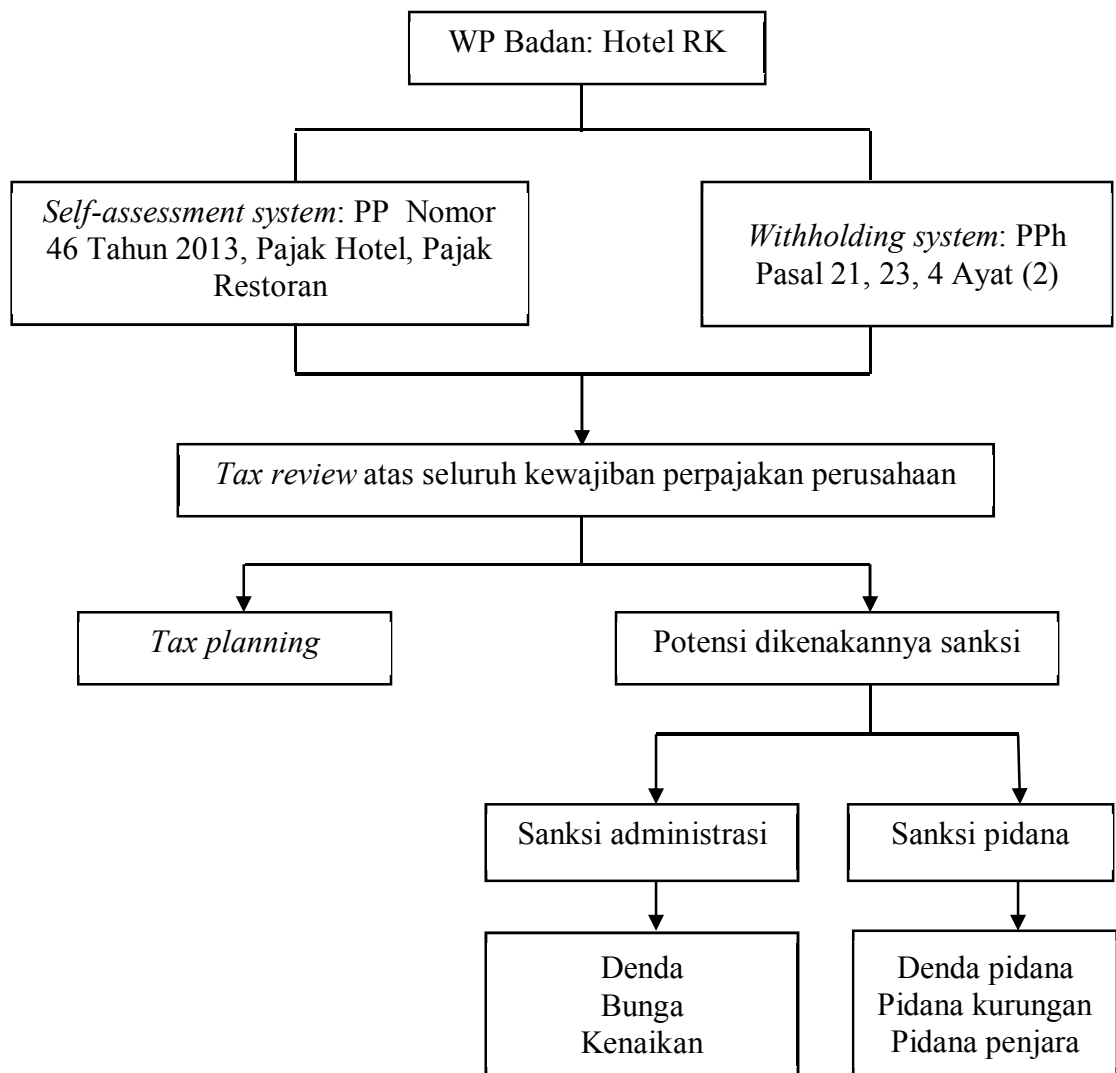 WP Badan: Hotel RK
Self-assessment system: PP Nomor
46 Tahun 2013, Pajak Hotel, Pajak
Restoran
Withholding system: PPh
Pasal 21, 23, 4 Ayat (2)
Tax review atas seluruh kewajiban perpajakan perusahaan
Tax planning
Potensi dikenakannya sanksi
Sanksi administrasi
Sanksi pidana
Denda
Bunga
Kenaikan
Denda pidana
Pidana kurungan
Pidana penjara